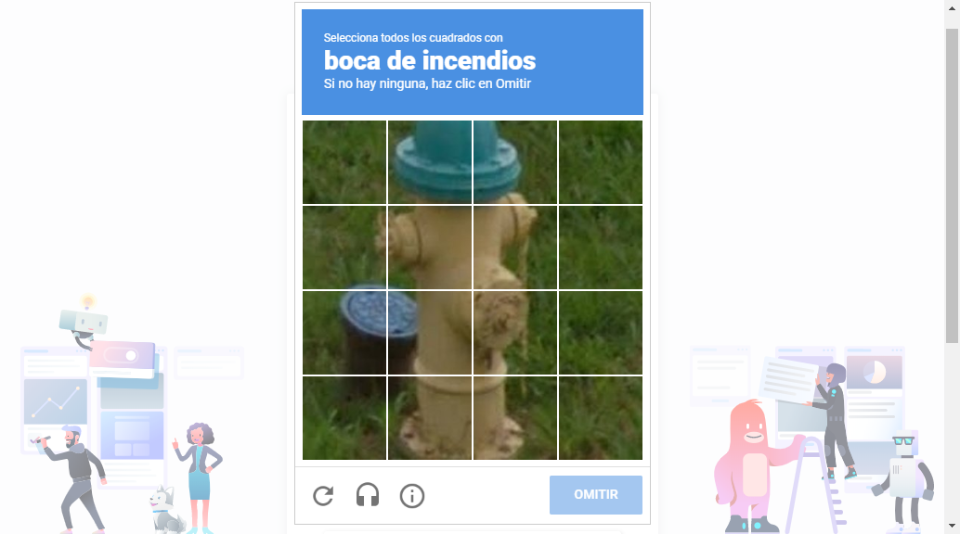 Selecciona todos los cuadrados con
boca de incendios
Si no hay ninguna, haz clic en Omitir
OMITIR